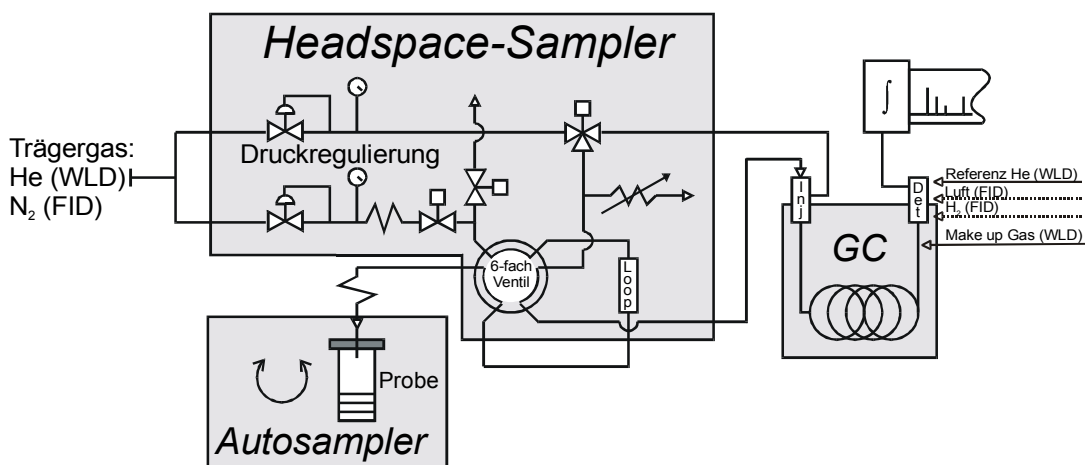 Headspace-Sampler
Trägergas:
He (WLD)
N₂ (FID)
Druckregulierung
6-fach
Ventil
Loop
Probe
Autosampler
∫
Inj
Det
GC
Referenz He (WLD)
Luft (FID)
H₂ (FID)
Make up Gas (WLD)